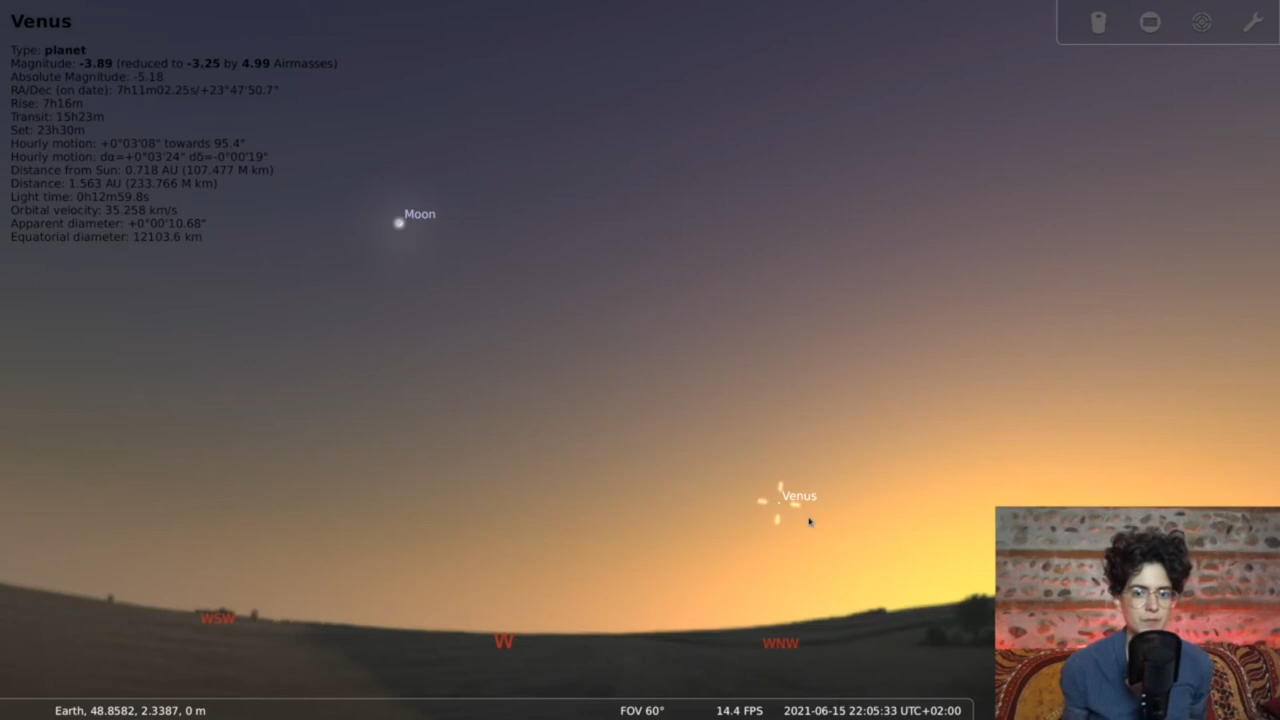 Venus
Type: planet
Magnitude: -3.89 (reduced to -3.25 by 4.99 Airmasses)
Absolute Magnitude: -5.18
RA/Dec (on date): 7h11m02.25s/+23°47'50.7"
Rise: 7h16m
Transit: 15h23m
Set: 23h30m
Hourly motion: +0°03'08" towards 95.4°
Hourly motion: dα=+0°03'24" dδ=-0°00'19"
Distance from Sun: 0.718 AU (107.477 M km)
Distance: 1.563 AU (233.766 M km)
Light time: 0h12m59.8s
Orbital velocity: 35.258 km/s
Apparent diameter: +0°00'10.68"
Equatorial diameter: 12103.6 km
Moon
Venus
WSW
W
WNW
Earth, 48.8582, 2.3387, 0 m
FOV 60°
14.4 FPS
2021-06-15 22:05:33 UTC+02:00